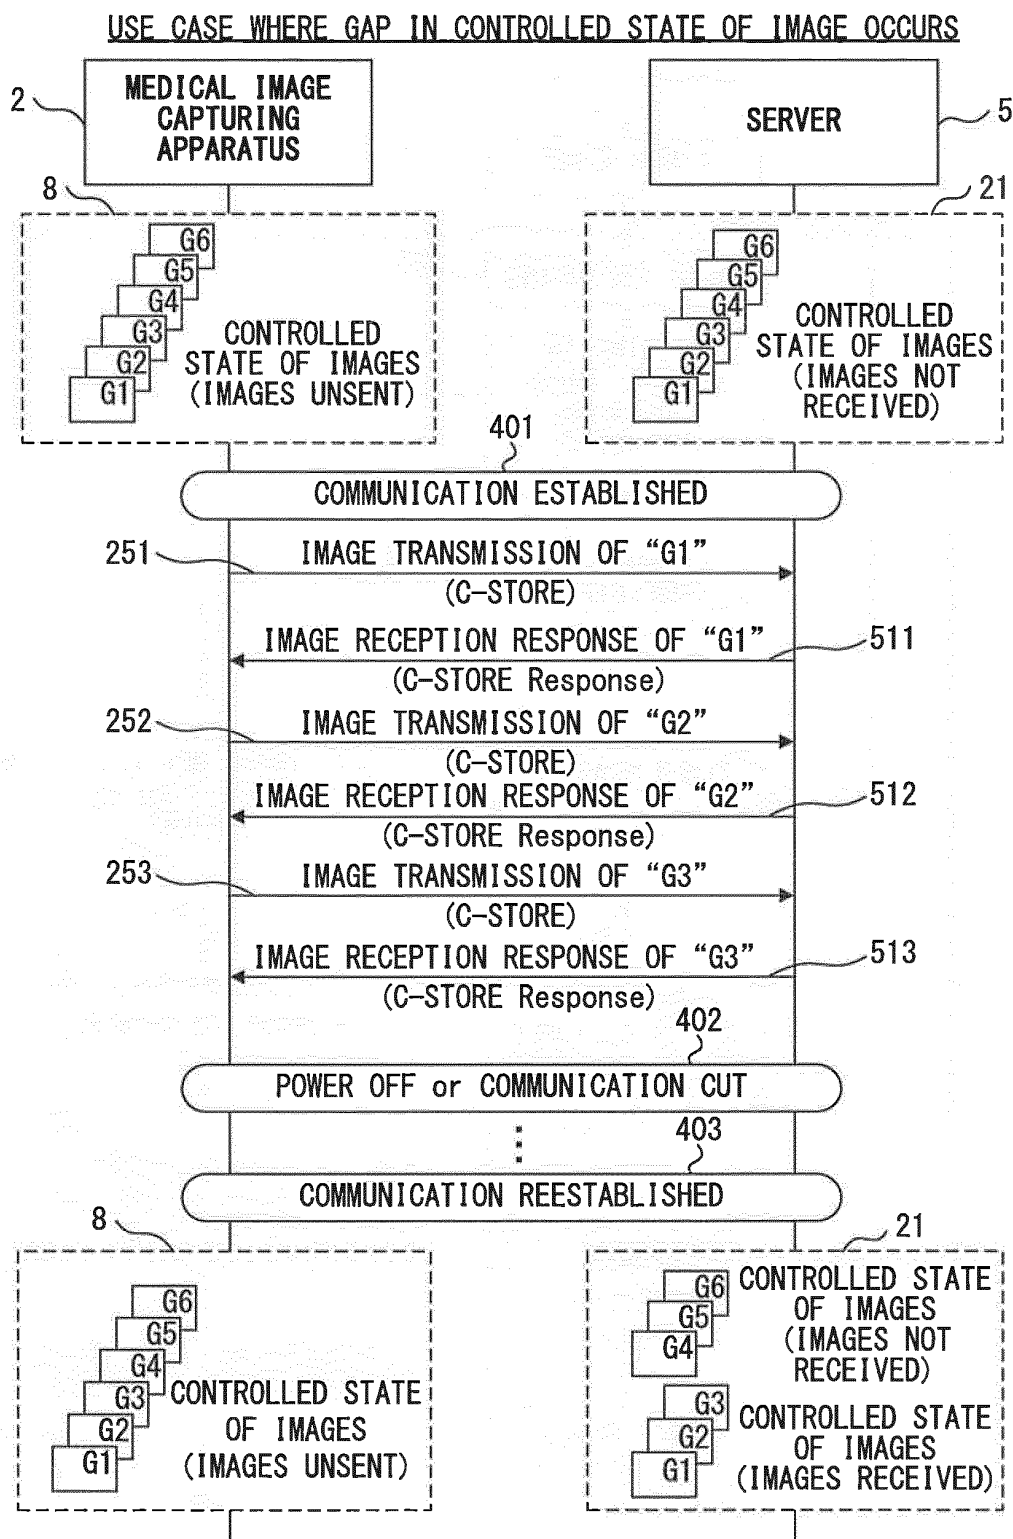 USE CASE WHERE GAP IN CONTROLLED STATE OF IMAGE OCCURS
2
MEDICAL IMAGE
CAPTURING
APPARATUS
SERVER
5
8
21
G6
G5
G4
G3
G2
G1
CONTROLLED
STATE OF IMAGES
(IMAGES UNSENT)
G6
G5
G4
G3
G2
G1
CONTROLLED
STATE OF IMAGES
(IMAGES NOT
RECEIVED)
401
COMMUNICATION ESTABLISHED
251
IMAGE TRANSMISSION OF “G1”
(C-STORE)
IMAGE RECEPTION RESPONSE OF “G1”
511
(C-STORE Response)
252
IMAGE TRANSMISSION OF “G2”
(C-STORE)
IMAGE RECEPTION RESPONSE OF “G2”
512
(C-STORE Response)
253
IMAGE TRANSMISSION OF “G3”
(C-STORE)
IMAGE RECEPTION RESPONSE OF “G3”
513
(C-STORE Response)
402
POWER OFF or COMMUNICATION CUT
403
COMMUNICATION REESTABLISHED
8
21
G6
G5
G4
G3
G2
G1
CONTROLLED STATE
OF IMAGES
(IMAGES UNSENT)
G6
G5
G4
CONTROLLED STATE
OF IMAGES
(IMAGES NOT
RECEIVED)
G3
G2
G1
CONTROLLED STATE
OF IMAGES
(IMAGES RECEIVED)